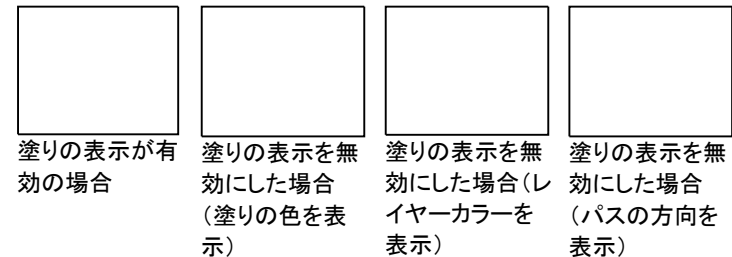 塗りの表示が有
効の場合
塗りの表示を無
効にした場合
（塗りの色を表
示）
塗りの表示を無
効にした場合（レ
イヤーカラーを
表示）
塗りの表示を無
効にした場合
（パスの方向を
表示）